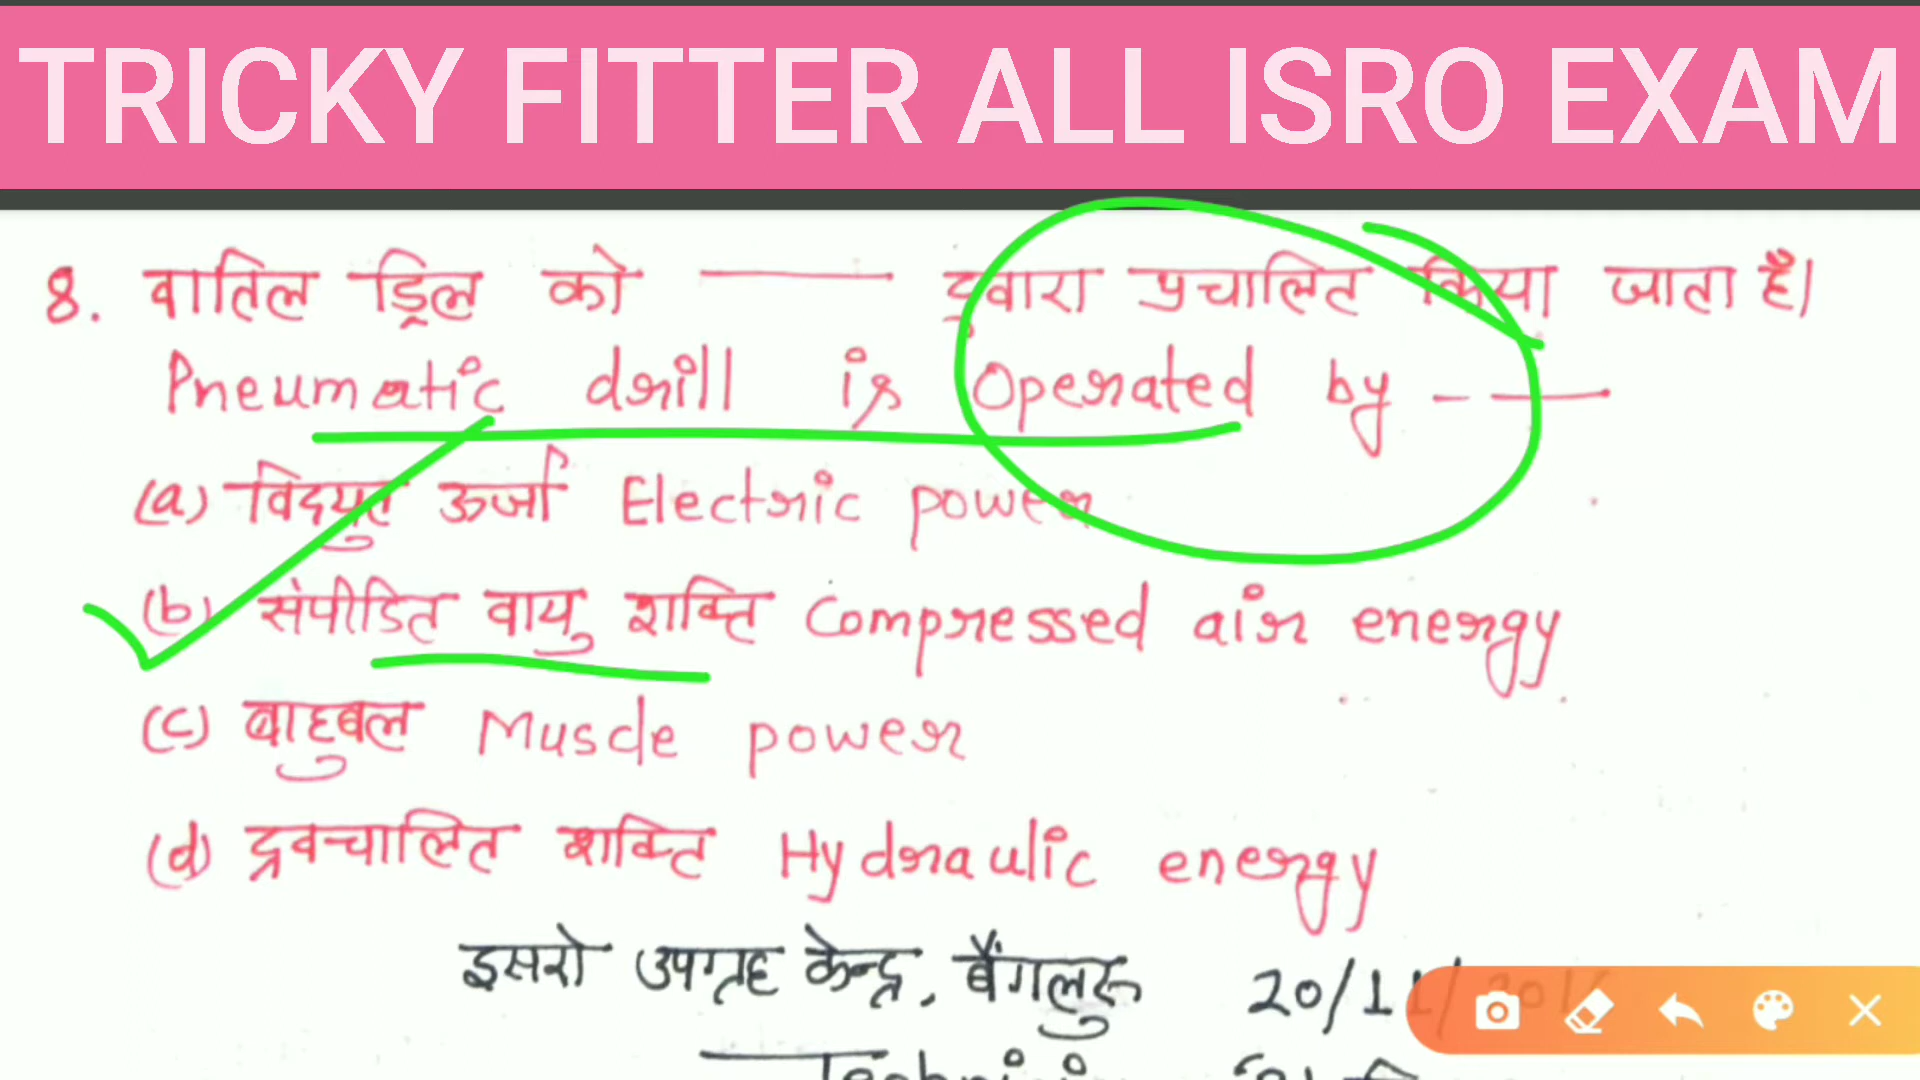 TRICKY FITTER ALL ISRO EXAM
8. वातिल ड्रिल को ——— द्वारा प्रचालित किया जाता है।
Pneumatic drill is Operated by - ——
(a) विद्युत ऊर्जा Electric power
(b) संपीडित वायु शक्ति Compressed air energy
(c) बाहुबल Muscle power
(d) द्रवचालित शक्ति Hydraulic energy
इसरो उपग्रह केन्द्र, बैंगलुरू 20/11/